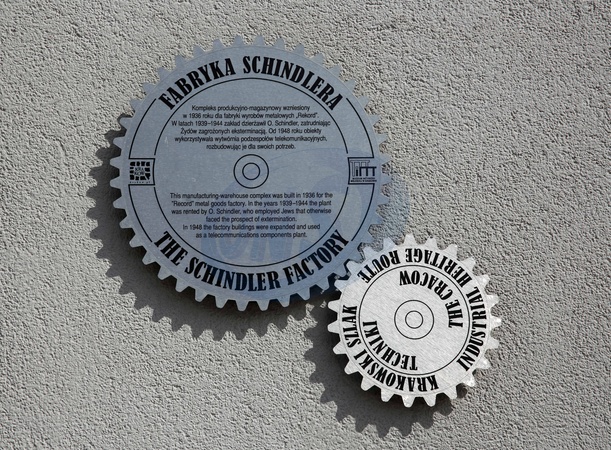 FABRYKA SCHINDLERA
Kompleks produkcyjno-magazynowy wzniesiony
w 1936 roku dla fabryki wyrobów metalowych „Rekord".
W latach 1939–1944 zakład dzierżawił O. Schindler, zatrudniając
Żydów zagrożonych eksterminacją. Od 1948 roku obiekty
wykorzystywała wytwórnia podzespołów telekomunikacyjnych,
rozbudowując je dla swoich potrzeb.
This manufacturing-warehouse complex was built in 1936 for the
"Record" metal goods factory. In the years 1939–1944 the plant
was rented by O. Schindler, who employed Jews that otherwise
faced the prospect of extermination.
In 1948 the factory buildings were expanded and used
as a telecommunications components plant.
THE SCHINDLER FACTORY
KRAKOWSKI SZLAK
TECHNIKI
THE CRACOW
INDUSTRIAL HERITAGE ROUTE